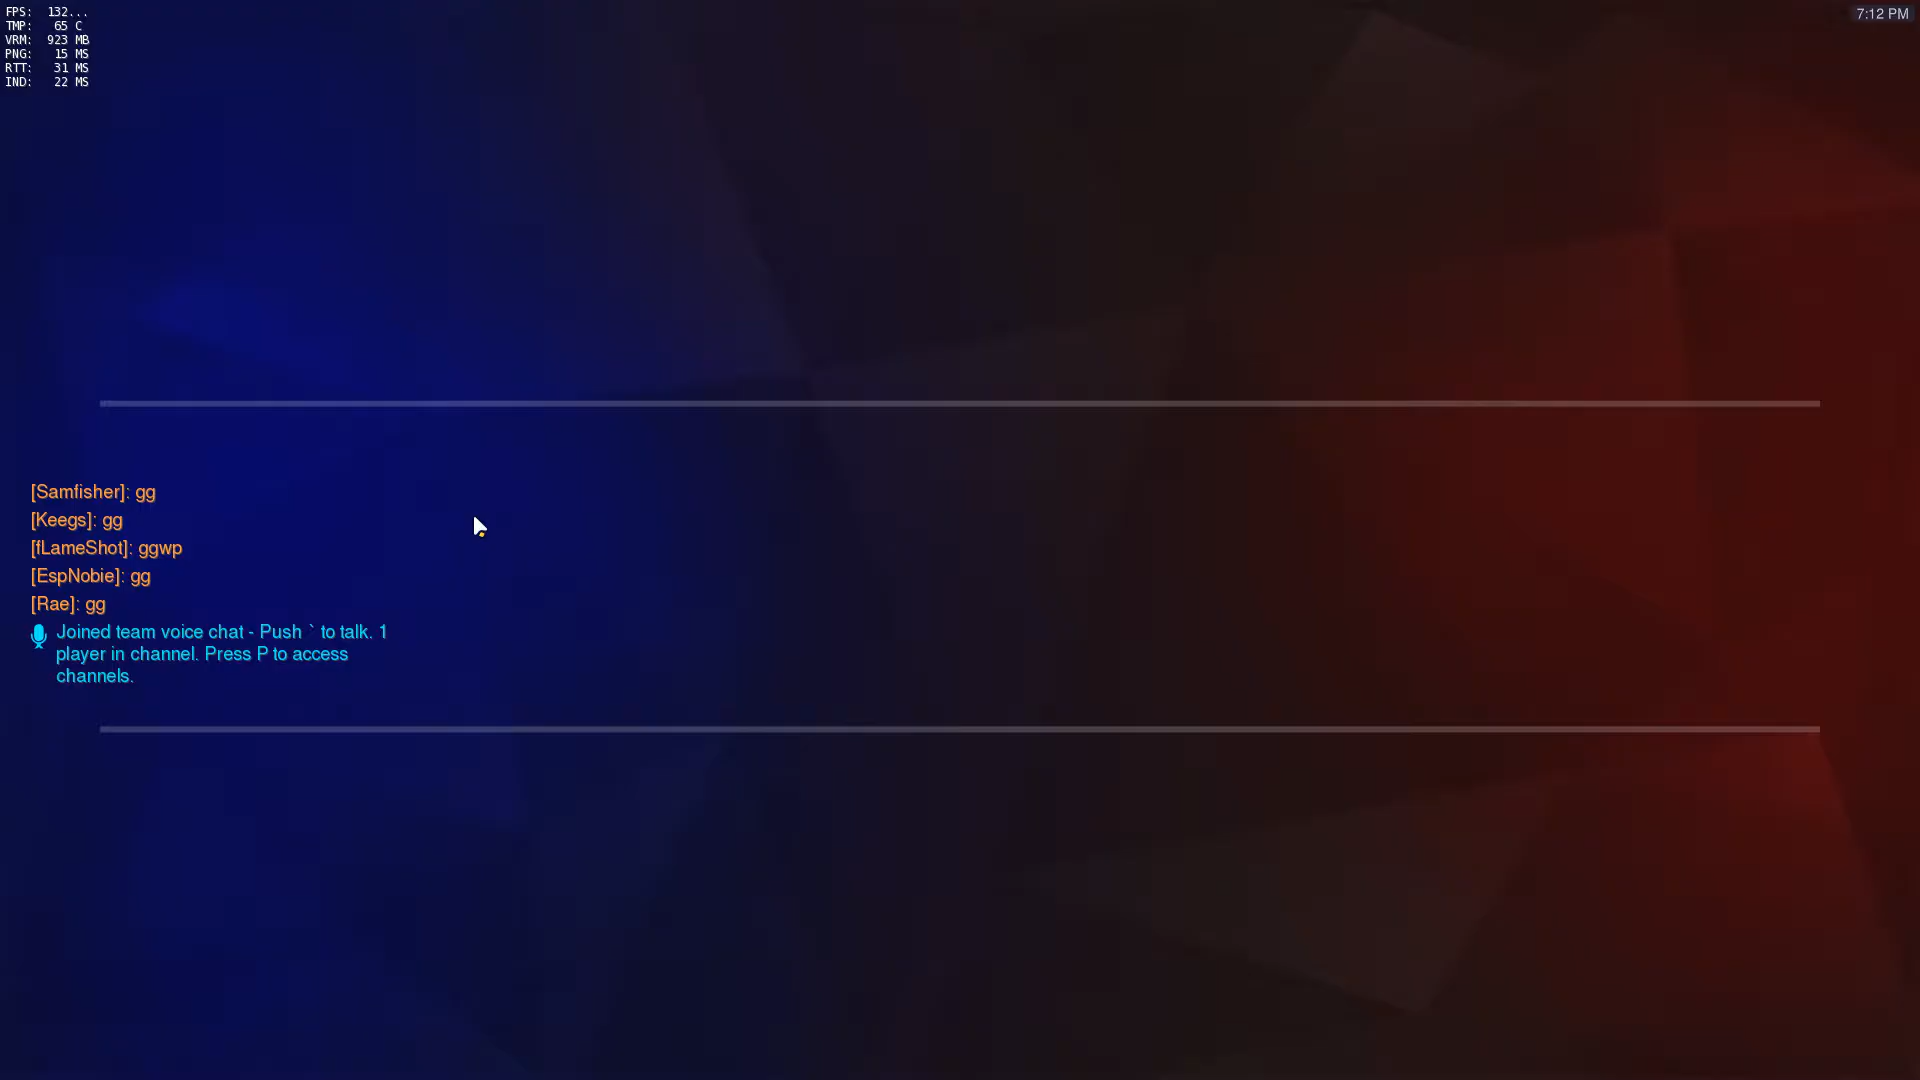 FPS: 132...
TMP: 65 C
VRM: 923 MB
PNG: 15 MS
RTT: 31 MS
IND: 22 MS
7:12 PM
[Samfisher]: gg
[Keegs]: gg
[fLameShot]: ggwp
[EspNobie]: gg
[Rae]: gg
Joined team voice chat - Push ` to talk. 1
player in channel. Press P to access
channels.